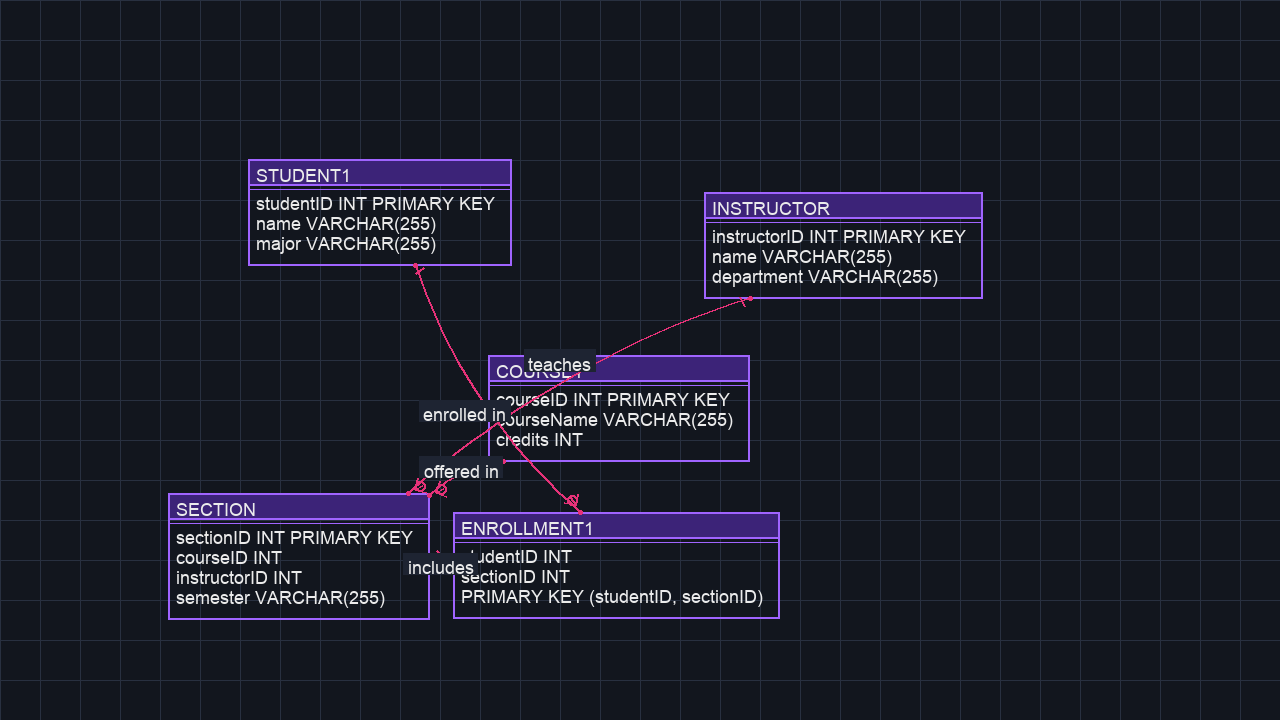 STUDENT1
studentID INT PRIMARY KEY
name VARCHAR(255)
major VARCHAR(255)
INSTRUCTOR
instructorID INT PRIMARY KEY
name VARCHAR(255)
department VARCHAR(255)
teaches
COURSE1
courseID INT PRIMARY KEY
courseName VARCHAR(255)
credits INT
enrolled in
offered in
SECTION
sectionID INT PRIMARY KEY
courseID INT
instructorID INT
semester VARCHAR(255)
includes
ENROLLMENT1
studentID INT
sectionID INT
PRIMARY KEY (studentID, sectionID)